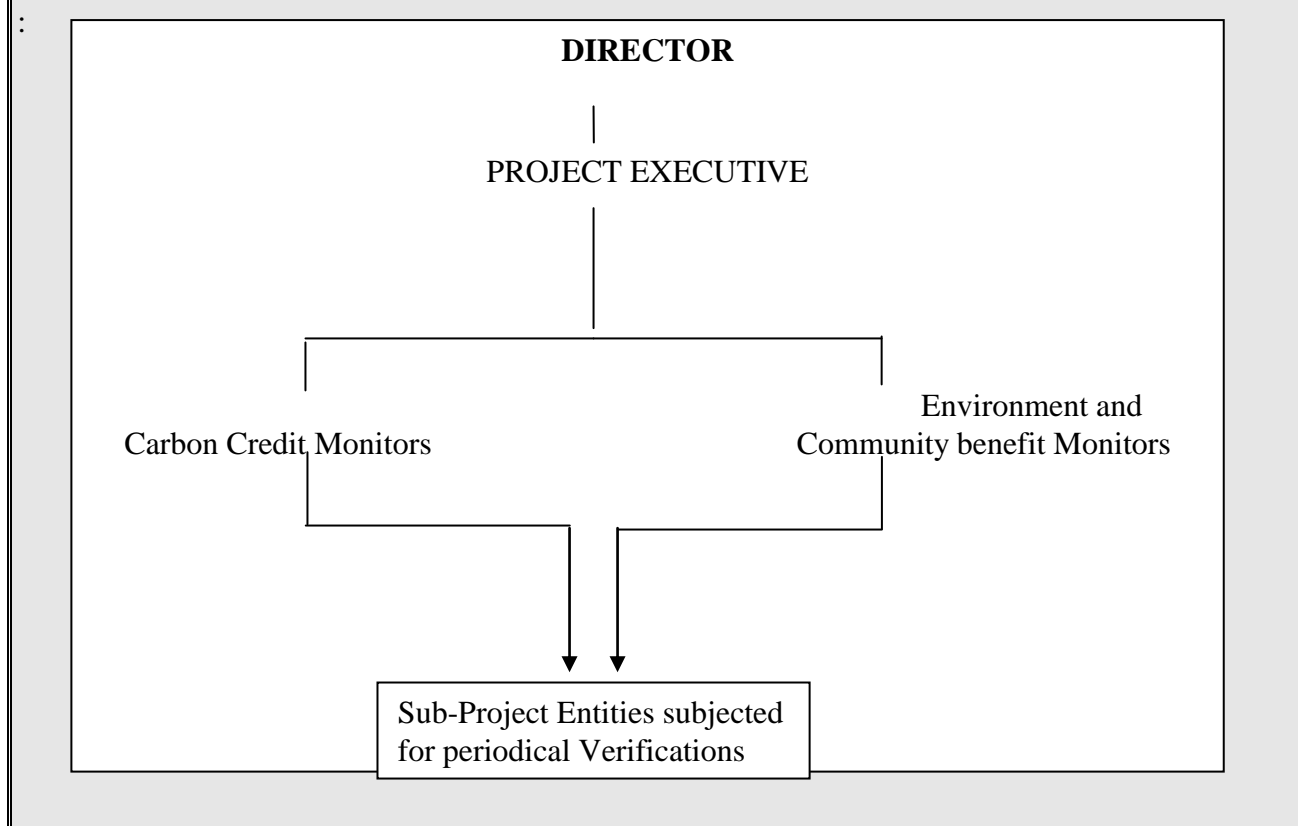 :
DIRECTOR
PROJECT EXECUTIVE
Carbon Credit Monitors
Environment and
Community benefit Monitors
Sub-Project Entities subjected
for periodical Verifications